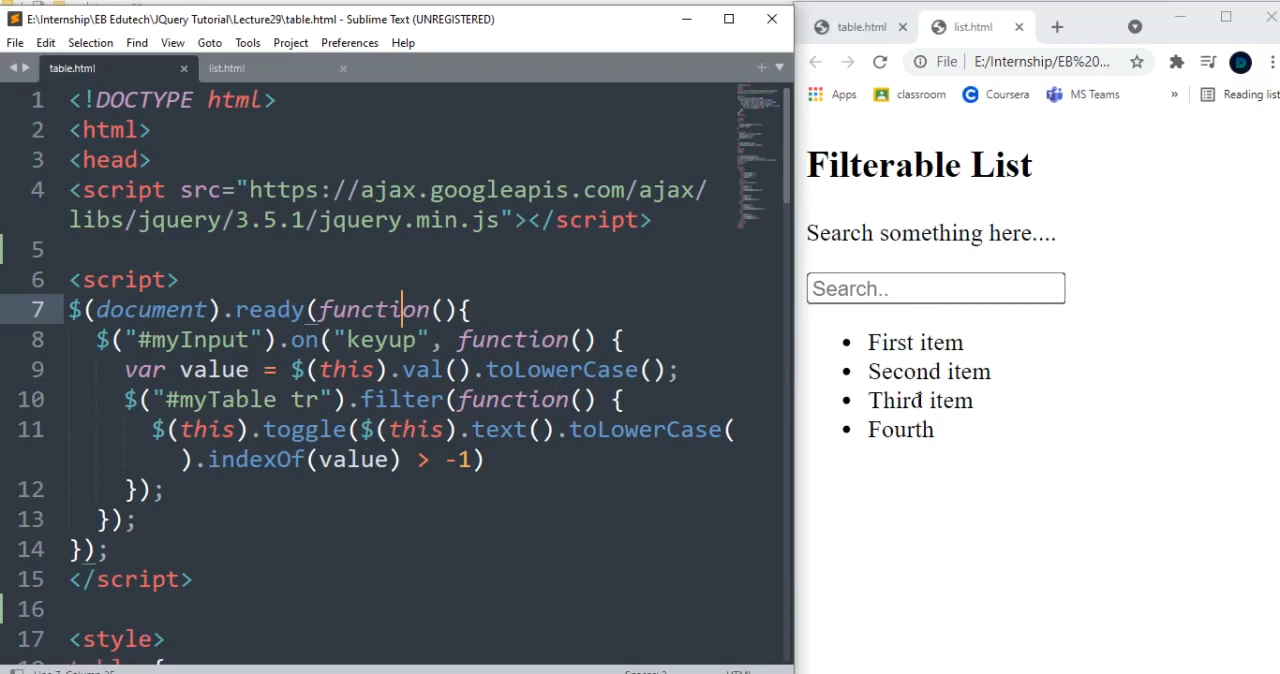 E:\Internship\EB Edutech\JQuery Tutorial\Lecture29\table.html - Sublime Text (UNREGISTERED)
File Edit Selection Find View Goto Tools Project Preferences Help
table.html list.html
1 <!DOCTYPE html>
2 <html>
3 <head>
4 <script src="https://ajax.googleapis.com/ajax/
libs/jquery/3.5.1/jquery.min.js"></script>
5
6 <script>
7 $(document).ready(function(){
8 $("#myInput").on("keyup", function() {
9 var value = $(this).val().toLowerCase();
10 $("#myTable tr").filter(function() {
11 $(this).toggle($(this).text().toLowerCase(
).indexOf(value) > -1)
12 });
13 });
14 });
15 </script>
16
17 <style>
table.html list.html
File E:/Internship/EB%20...
Apps classroom Coursera MS Teams » Reading list
Filterable List
Search something here....
Search..
• First item
• Second item
• Third item
• Fourth